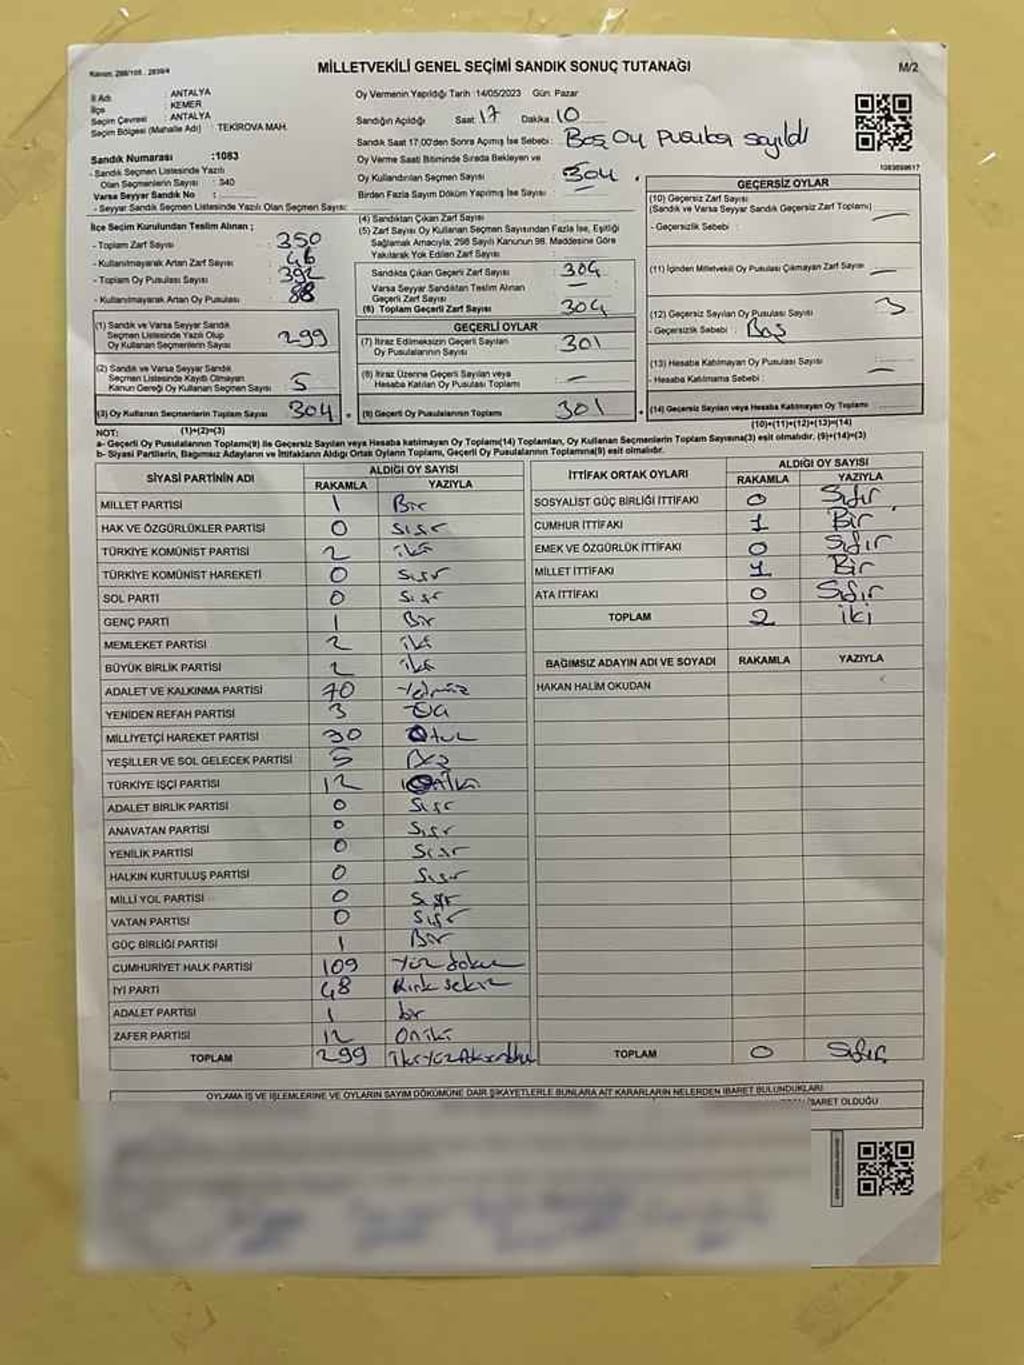 Kanun: 298/105 . 2839/4
MİLLETVEKİLİ GENEL SEÇİMİ SANDIK SONUÇ TUTANAĞI
M/2
İl Adı : ANTALYA
İlçe : KEMER
Seçim Çevresi : ANTALYA
Seçim Bölgesi (Mahalle Adı) : TEKİROVA MAH.
Sandık Numarası :1083
- Sandık Seçmen Listesinde Yazılı
Olan Seçmenlerin Sayısı : 340
Varsa Seyyar Sandık No :
- Seyyar Sandık Seçmen Listesinde Yazılı Olan Seçmen Sayısı:
Oy Vermenin Yapıldığı Tarih :14/05/2023 Gün: Pazar
Sandığın Açıldığı Saat 17 Dakika 10
Sandık Saat 17:00'den Sonra Açımış İse Sebebi : Boş Oy Pusulası sayıldı
Oy Verme Saati Bitiminde Sırada Bekleyen ve
Oy Kullandırılan Seçmen Sayısı : 304
Birden Fazla Sayım Döküm Yapılmış İse Sayısı :
1083659617
İlçe Seçim Kurulundan Teslim Alınan ;
- Toplam Zarf Sayısı : 350
- Kullanılmayarak Artan Zarf Sayısı : 46
- Toplam Oy Pusulası Sayısı : 392
- Kullanılmayarak Artan Oy Pusulası : 88
(1) Sandık ve Varsa Seyyar Sandık
Seçmen Listesinde Yazılı Olup
Oy Kullanan Seçmenlerin Sayısı : 299
(2) Sandık ve Varsa Seyyar Sandık
Seçmen Listesinde Kayıtlı Olmayan
Kanun Gereği Oy Kullanan Seçmen Sayısı : 5
(3) Oy Kullanan Seçmenlerin Toplam Sayısı : 304
(1)+(2)=(3)
(4) Sandıktan Çıkan Zarf Sayısı :
(5) Zarf Sayısı Oy Kullanan Seçmen Sayısından Fazla İse, Eşitliği
Sağlamak Amacıyla; 298 Sayılı Kanunun 98. Maddesine Göre
Yakılarak Yok Edilen Zarf Sayısı :
Sandıkta Çıkan Geçerli Zarf Sayısı : 304
Varsa Seyyar Sandıktan Teslim Alınan
Geçerli Zarf Sayısı : —
(6) Toplam Geçerli Zarf Sayısı : 304
GEÇERLİ OYLAR
(7) İtiraz Edilmeksizin Geçerli Sayılan
Oy Pusulalarının Sayısı : 301
(8) İtiraz Üzerine Geçerli Sayılan veya
Hesaba Katılan Oy Pusulası Toplamı : —
(9) Geçerli Oy Pusulalarının Toplamı : 301
GEÇERSİZ OYLAR
(10) Geçersiz Zarf Sayısı
(Sandık ve Varsa Seyyar Sandık Geçersiz Zarf Toplamı) —
- Geçersizlik Sebebi :
(11) İçinden Milletvekili Oy Pusulası Çıkmayan Zarf Sayısı —
(12) Geçersiz Sayılan Oy Pusulası Sayısı : 3
- Geçersizlik Sebebi : Boş
(13) Hesaba Katılmayan Oy Pusulası Sayısı :
- Hesaba Katılmama Sebebi : —
(14) Geçersiz Sayılan veya Hesaba Katılmayan Oy Toplamı :
(10)+(11)+(12)+(13)=(14)
NOT:
a- Geçerli Oy Pusulalarının Toplamı(9) ile Geçersiz Sayılan veya Hesaba katılmayan Oy Toplamı(14) Toplamları, Oy Kullanan Seçmenlerin Toplam Sayısına(3) eşit olmalıdır. (9)+(14)=(3)
b- Siyasi Partilerin, Bağımsız Adayların ve İttifakların Aldığı Ortak Oyların Toplamı, Geçerli Oy Pusulalarının Toplamına(9) eşit olmalıdır.
SİYASİ PARTİNİN ADI ALDIĞI OY SAYISI
RAKAMLA YAZIYLA
MİLLET PARTİSİ 1 Bir
HAK VE ÖZGÜRLÜKLER PARTİSİ 0 Sıfır
TÜRKİYE KOMÜNİST PARTİSİ 2 iki
TÜRKİYE KOMÜNİST HAREKETİ 0 Sıfır
SOL PARTİ 0 Sıfır
GENÇ PARTİ 1 Bir
MEMLEKET PARTİSİ 2 iki
BÜYÜK BİRLİK PARTİSİ 2 iki
ADALET VE KALKINMA PARTİSİ 70 Yetmiş
YENİDEN REFAH PARTİSİ 3 Üç
MİLLİYETÇİ HAREKET PARTİSİ 30 Otuz
YEŞİLLER VE SOL GELECEK PARTİSİ 5 Beş
TÜRKİYE İŞÇİ PARTİSİ 12 Oniki
ADALET BİRLİK PARTİSİ 0 Sıfır
ANAVATAN PARTİSİ 0 Sıfır
YENİLİK PARTİSİ 0 Sıfır
HALKIN KURTULUŞ PARTİSİ 0 Sıfır
MİLLİ YOL PARTİSİ 0 Sıfır
VATAN PARTİSİ 0 Sıfır
GÜÇ BİRLİĞİ PARTİSİ 1 Bir
CUMHURİYET HALK PARTİSİ 109 Yüz dokuz
İYİ PARTİ 48 Kırk sekiz
ADALET PARTİSİ 1 bir
ZAFER PARTİSİ 12 Oniki
TOPLAM 299 ikiyüzdoksandokuz
İTTİFAK ORTAK OYLARI ALDIĞI OY SAYISI
RAKAMLA YAZIYLA
SOSYALİST GÜÇ BİRLİĞİ İTTİFAKI 0 Sıfır
CUMHUR İTTİFAKI 1 Bir
EMEK VE ÖZGÜRLÜK İTTİFAKI 0 Sıfır
MİLLET İTTİFAKI 1 Bir
ATA İTTİFAKI 0 Sıfır
TOPLAM 2 iki
BAĞIMSIZ ADAYIN ADI VE SOYADI RAKAMLA YAZIYLA
HAKAN HALİM OKUDAN
TOPLAM 0 Sıfır
OYLAMA İŞ VE İŞLEMLERİNE VE OYLARIN SAYIM DÖKÜMÜNE DAİR ŞİKAYETLERLE BUNLARA AİT KARARLARIN NELERDEN İBARET BULUNDUKLARI
İBARET OLDUĞU